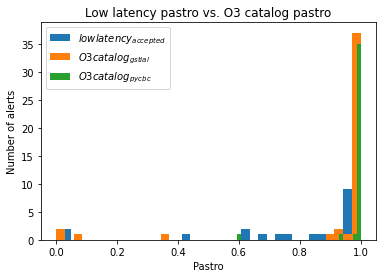 Low latency pastro vs. O3 catalog pastro
lowlatency_accepted
O3catalog_gstlal
O3catalog_pycbc
Number of alerts
35
30
25
20
15
10
5
0
0.0 0.2 0.4 0.6 0.8 1.0
Pastro